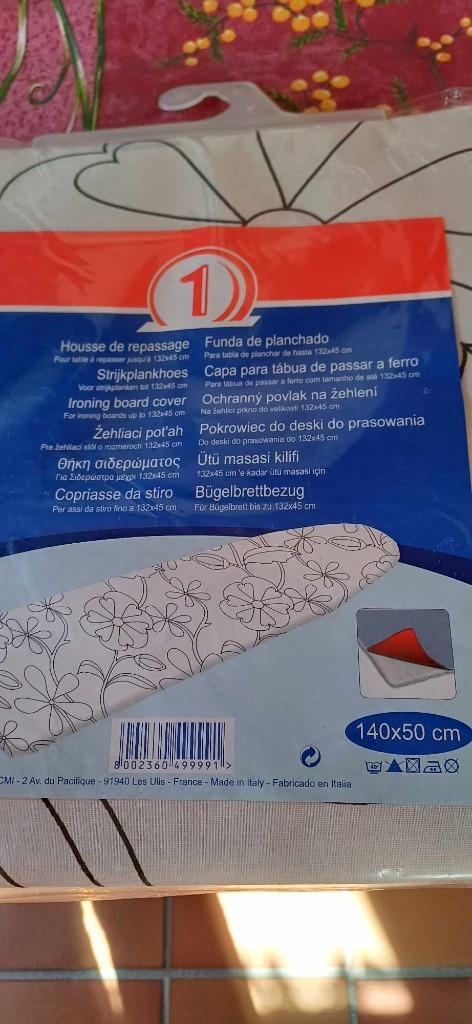 1
Housse de repassage
Pour table à repasser jusqu'à 132x45 cm
Strijkplankhoes
Voor strijkplanken tot 132x45 cm
Ironing board cover
For ironing boards up to 132x45 cm
Žehliaci poťah
Pre žehliaci stôl o rozmeroch 132x45 cm
Θήκη σιδερώματος
Για Σιδερώστρα μέχρι 132x45 cm
Copriasse da stiro
Per assi da stiro fino a 132x45 cm
Funda de planchado
Para tabla de planchar de hasta 132x45 cm
Capa para tábua de passar a ferro
Para tábua de passar a ferro com tamanho de até 132x45 cm
Ochranný povlak na žehlení
Na žehlící prkno do velikosti 132x45 cm
Pokrowiec do deski do prasowania
Do deski do prasowania do 132x45 cm
Ütü masasi kilifi
132x45 cm 'e kadar ütü masasi için
Bügelbrettbezug
Für Bügelbrett bis zu 132x45 cm
140x50 cm
40°
8 002360 499991 >
CMI - 2 Av. du Pacifique - 91940 Les Ulis - France - Made in Italy - Fabricado en Italia